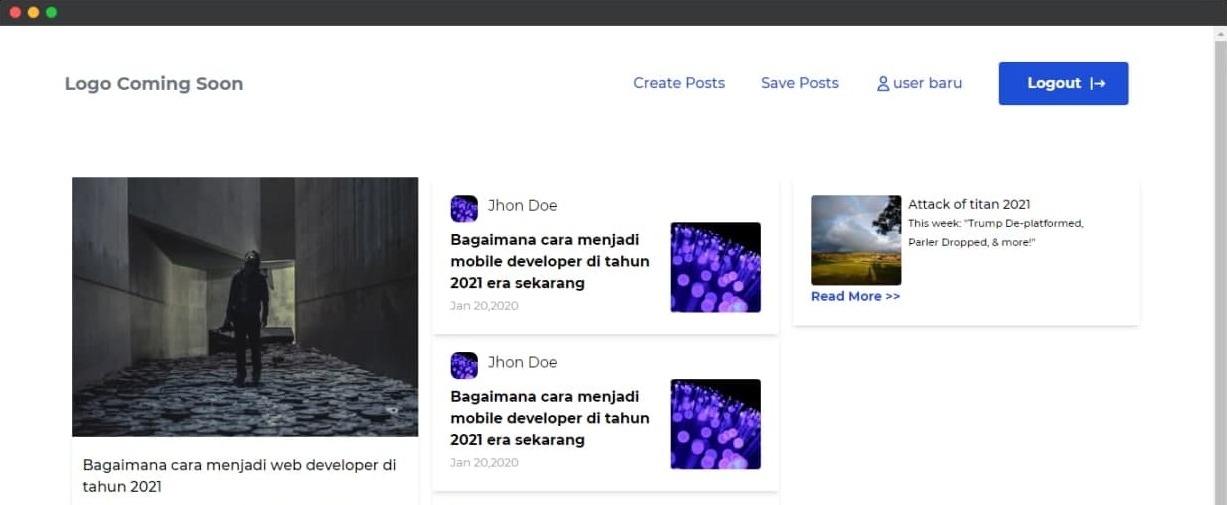 Logo Coming Soon
Create Posts
Save Posts
user baru
Logout
Bagaimana cara menjadi web developer di
tahun 2021
Jhon Doe
Bagaimana cara menjadi
mobile developer di tahun
2021 era sekarang
Jan 20,2020
Jhon Doe
Bagaimana cara menjadi
mobile developer di tahun
2021 era sekarang
Jan 20,2020
Attack of titan 2021
This week: "Trump De-platformed,
Parler Dropped, & more!"
Read More >>